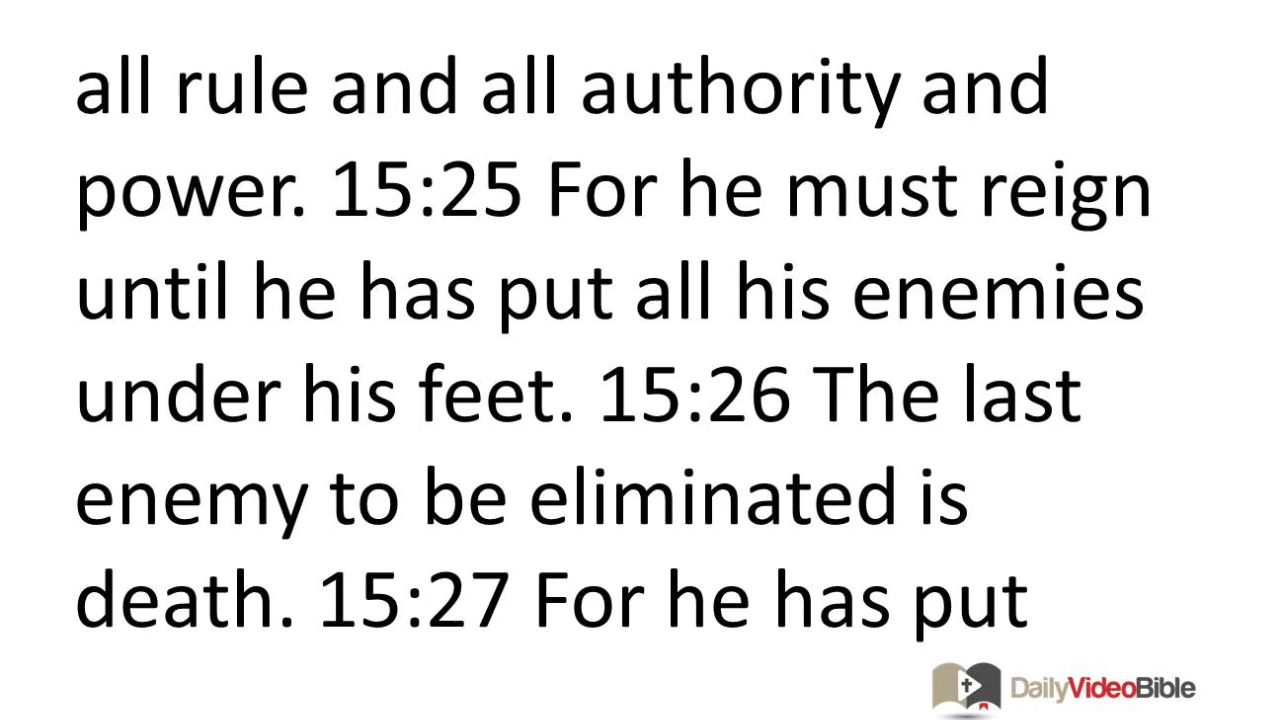 all rule and all authority and
power. 15:25 For he must reign
until he has put all his enemies
under his feet. 15:26 The last
enemy to be eliminated is
death. 15:27 For he has put
DailyVideoBible